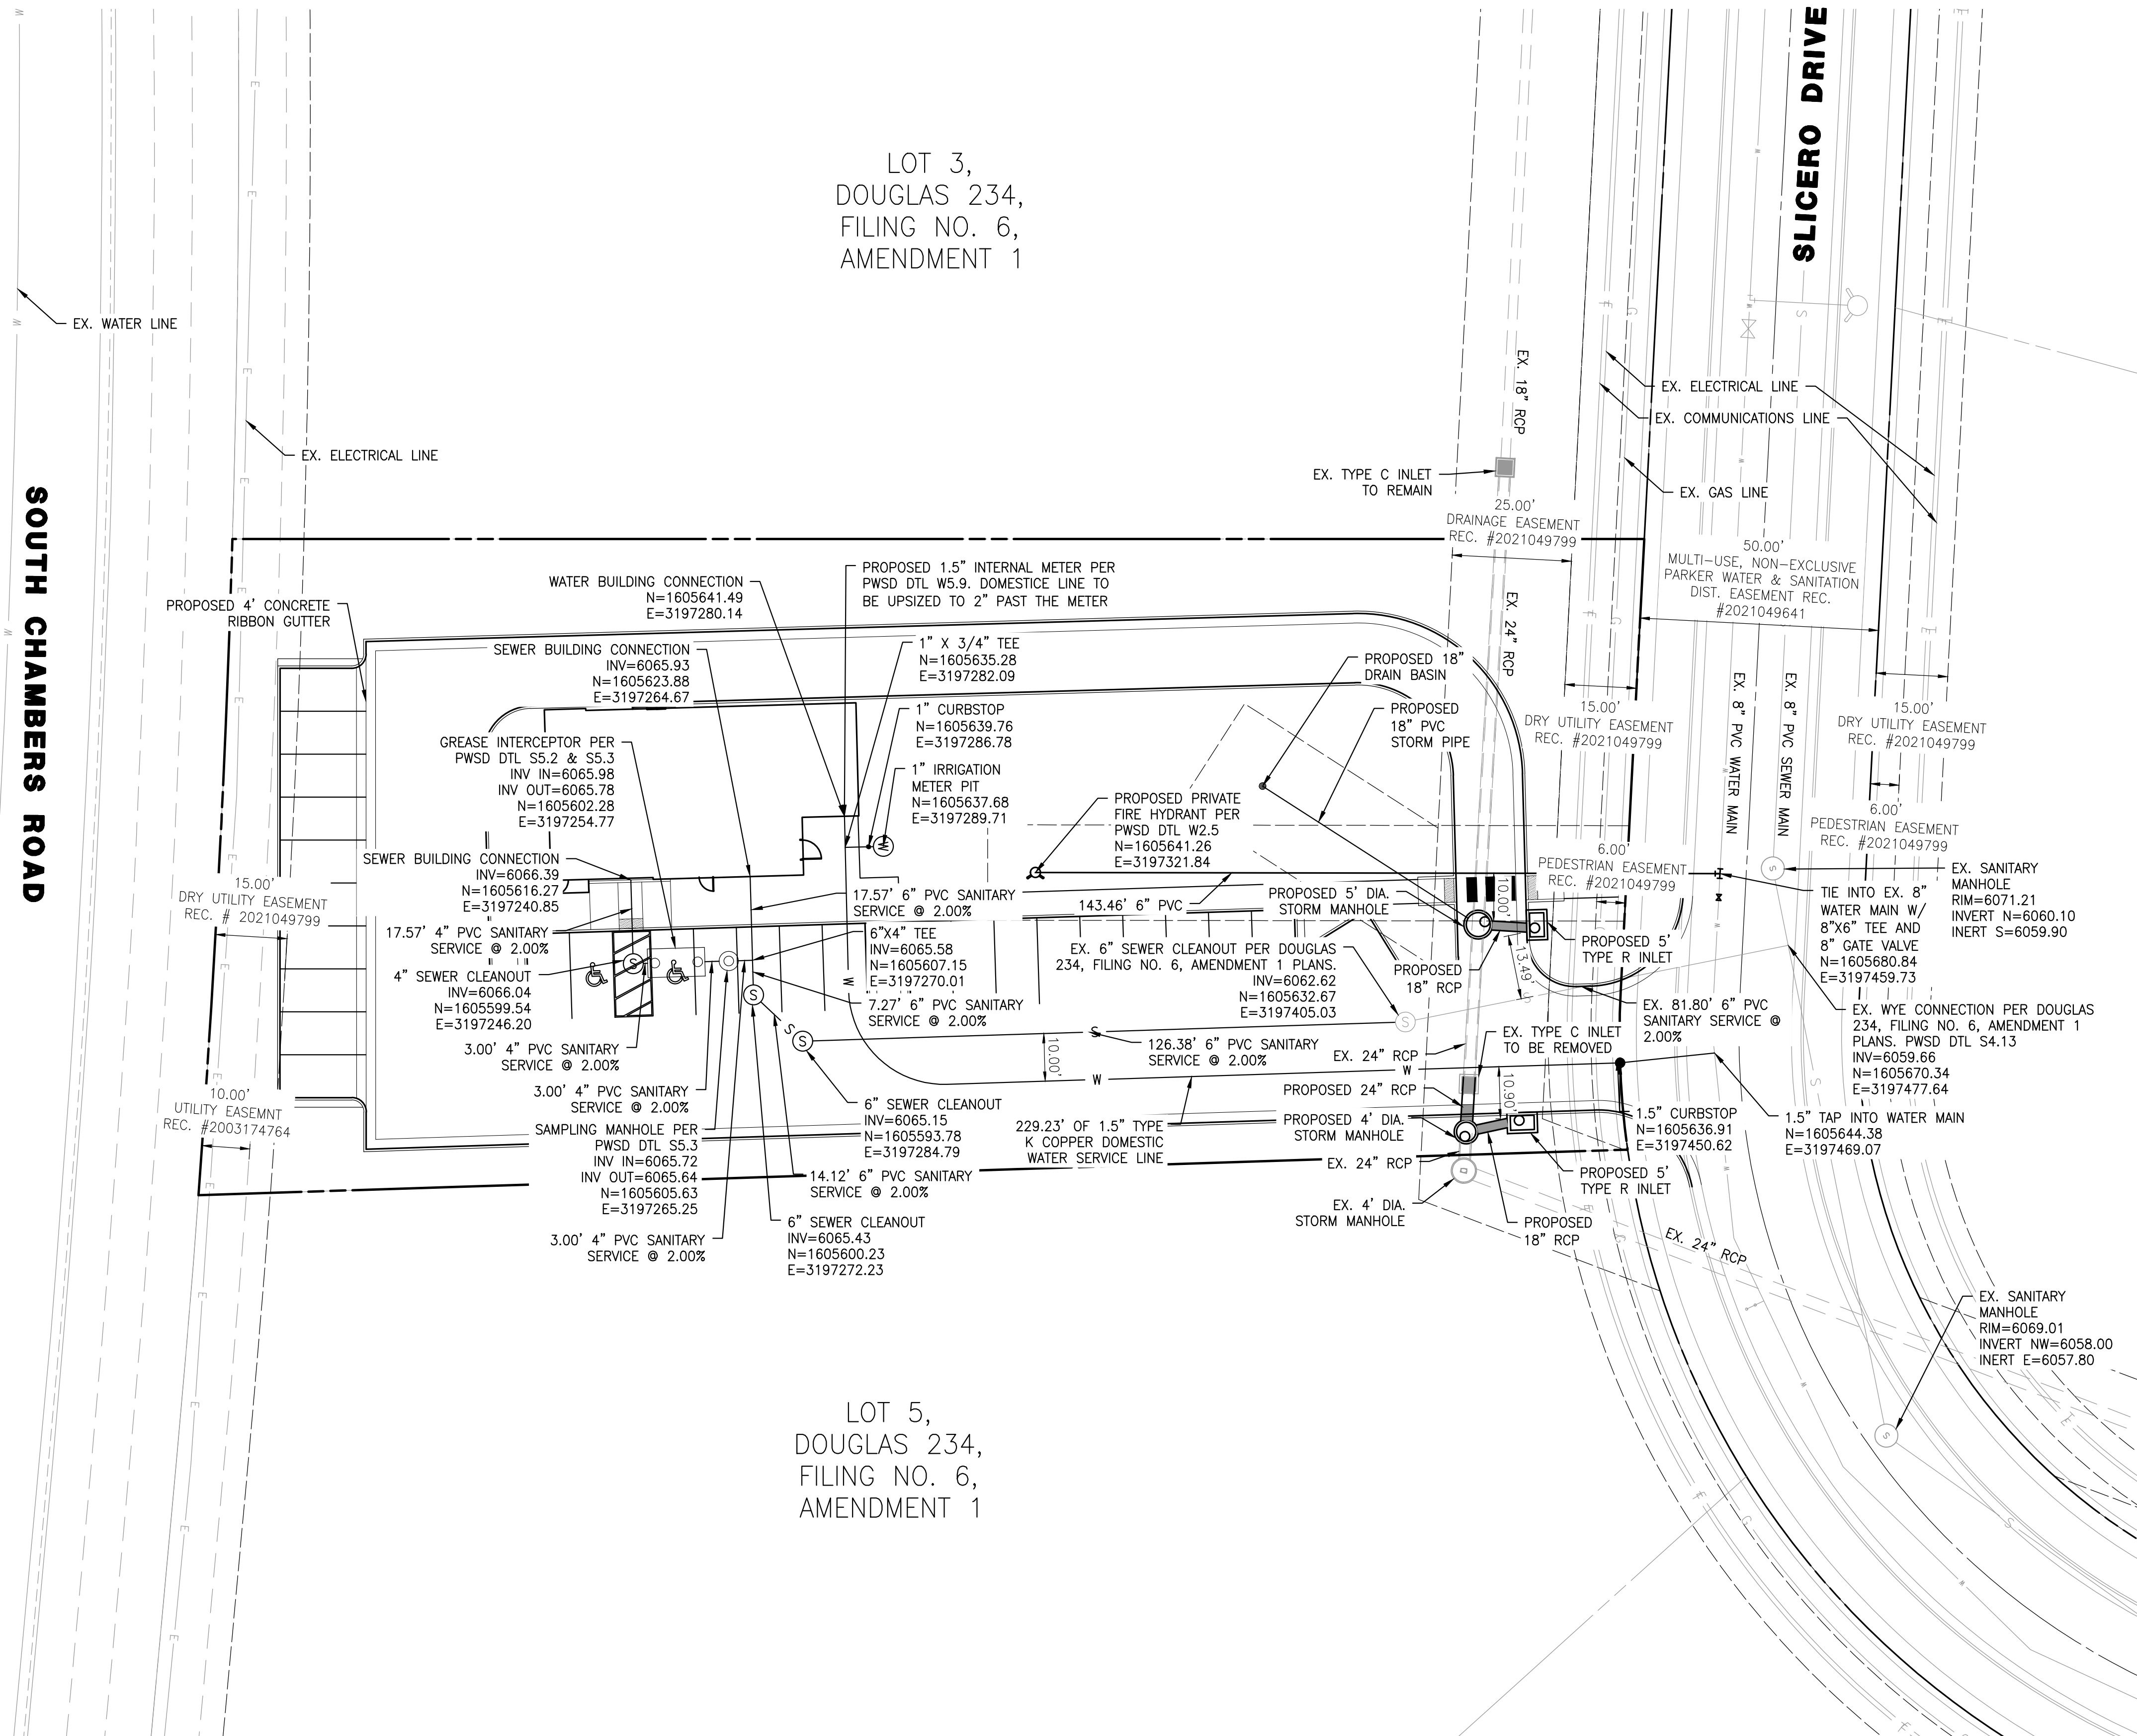 SLICERO DRIVE
LOT 3,
DOUGLAS 234,
FILING NO. 6,
AMENDMENT 1
EX. WATER LINE
EX. ELECTRICAL LINE
SOUTH CHAMBERS ROAD
EX. 18" RCP
EX. ELECTRICAL LINE
EX. COMMUNICATIONS LINE
EX. GAS LINE
EX. TYPE C INLET
TO REMAIN
25.00'
DRAINAGE EASEMENT
REC. #2021049799
50.00'
MULTI-USE, NON-EXCLUSIVE
PARKER WATER & SANITATION
DIST. EASEMENT REC.
#2021049641
PROPOSED 4' CONCRETE
RIBBON GUTTER
WATER BUILDING CONNECTION
N=1605641.49
E=3197280.14
PROPOSED 1.5" INTERNAL METER PER
PWSD DTL W5.9. DOMESTICE LINE TO
BE UPSIZED TO 2" PAST THE METER
SEWER BUILDING CONNECTION
INV=6065.93
N=1605623.88
E=3197264.67
1" X 3/4" TEE
N=1605635.28
E=3197282.09
PROPOSED 18"
DRAIN BASIN
EX. 24" RCP
PROPOSED
18" PVC
STORM PIPE
15.00'
DRY UTILITY EASEMENT
REC. #2021049799
EX. 8" PVC WATER MAIN
EX. 8" PVC SEWER MAIN
15.00'
DRY UTILITY EASEMENT
REC. #2021049799
1" CURBSTOP
N=1605639.76
E=3197286.78
GREASE INTERCEPTOR PER
PWSD DTL S5.2 & S5.3
INV IN=6065.98
INV OUT=6065.78
N=1605602.28
E=3197254.77
1" IRRIGATION
METER PIT
N=1605637.68
E=3197289.71
PROPOSED PRIVATE
FIRE HYDRANT PER
PWSD DTL W2.5
N=1605641.26
E=3197321.84
6.00'
PEDESTRIAN EASEMENT
REC. #2021049799
6.00'
PEDESTRIAN EASEMENT
REC. #2021049799
SEWER BUILDING CONNECTION
INV=6066.39
N=1605616.27
E=3197240.85
15.00'
DRY UTILITY EASEMENT
REC. # 2021049799
17.57' 6" PVC SANITARY
SERVICE @ 2.00%
143.46' 6" PVC
PROPOSED 5' DIA.
STORM MANHOLE
10.00'
TIE INTO EX. 8"
WATER MAIN W/
8"X6" TEE AND
8" GATE VALVE
N=1605680.84
E=3197459.73
EX. SANITARY
MANHOLE
RIM=6071.21
INVERT N=6060.10
INERT S=6059.90
17.57' 4" PVC SANITARY
SERVICE @ 2.00%
6"X4" TEE
INV=6065.58
N=1605607.15
E=3197270.01
EX. 6" SEWER CLEANOUT PER DOUGLAS
234, FILING NO. 6, AMENDMENT 1 PLANS.
INV=6062.62
N=1605632.67
E=3197405.03
PROPOSED
18" RCP
13.49'
PROPOSED 5'
TYPE R INLET
4" SEWER CLEANOUT
INV=6066.04
N=1605599.54
E=3197246.20
7.27' 6" PVC SANITARY
SERVICE @ 2.00%
EX. 81.80' 6" PVC
SANITARY SERVICE @
2.00%
EX. WYE CONNECTION PER DOUGLAS
234, FILING NO. 6, AMENDMENT 1
PLANS. PWSD DTL S4.13
INV=6059.66
N=1605670.34
E=3197477.64
3.00' 4" PVC SANITARY
SERVICE @ 2.00%
10.00'
126.38' 6" PVC SANITARY
SERVICE @ 2.00%
EX. TYPE C INLET
TO BE REMOVED
EX. 24" RCP
10.00'
UTILITY EASEMNT
REC. #2003174764
3.00' 4" PVC SANITARY
SERVICE @ 2.00%
6" SEWER CLEANOUT
INV=6065.15
N=1605593.78
E=3197284.79
PROPOSED 24" RCP
10.90'
SAMPLING MANHOLE PER
PWSD DTL S5.3
INV IN=6065.72
INV OUT=6065.64
N=1605605.63
E=3197265.25
229.23' OF 1.5" TYPE
K COPPER DOMESTIC
WATER SERVICE LINE
PROPOSED 4' DIA.
STORM MANHOLE
1.5" CURBSTOP
N=1605636.91
E=3197450.62
1.5" TAP INTO WATER MAIN
N=1605644.38
E=3197469.07
14.12' 6" PVC SANITARY
SERVICE @ 2.00%
EX. 24" RCP
PROPOSED 5'
TYPE R INLET
3.00' 4" PVC SANITARY
SERVICE @ 2.00%
6" SEWER CLEANOUT
INV=6065.43
N=1605600.23
E=3197272.23
EX. 4' DIA.
STORM MANHOLE
PROPOSED
18" RCP
EX. 24" RCP
EX. SANITARY
MANHOLE
RIM=6069.01
INVERT NW=6058.00
INERT E=6057.80
LOT 5,
DOUGLAS 234,
FILING NO. 6,
AMENDMENT 1